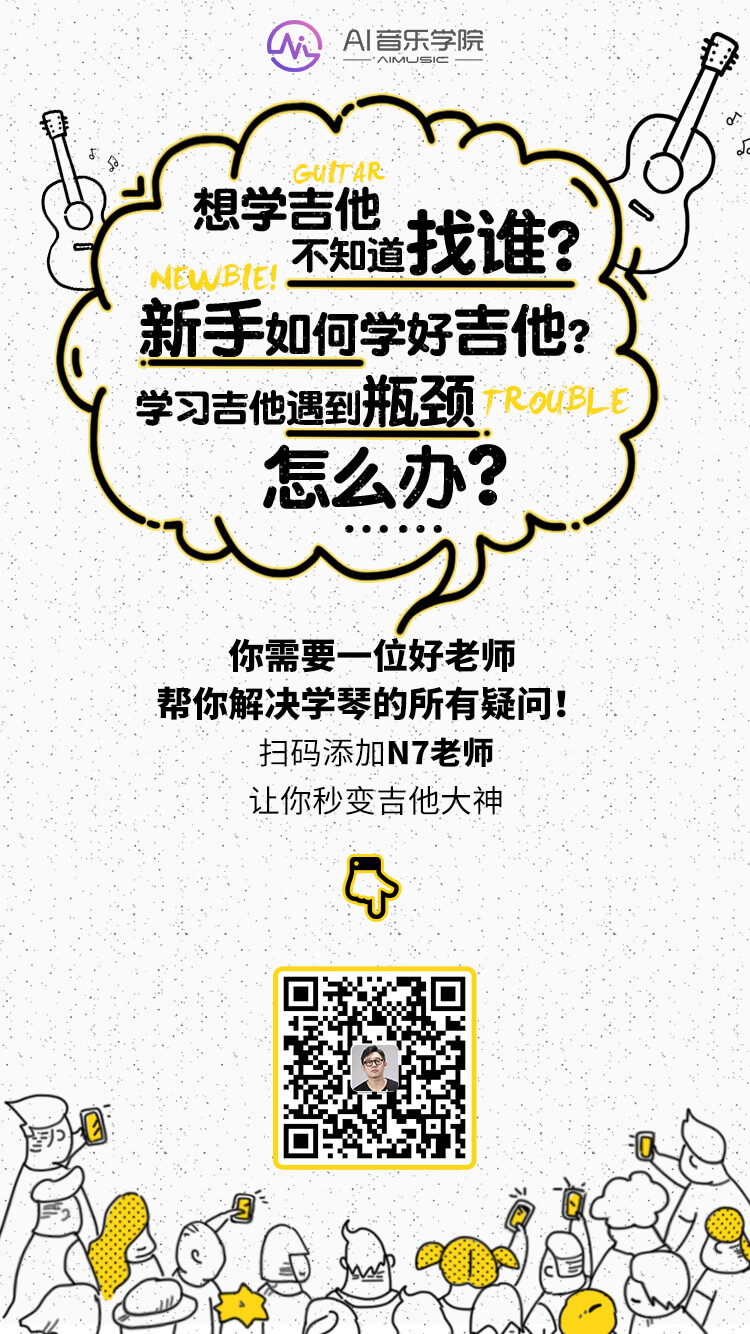 AI音乐学院
AIMUSIC
GUITAR
想学吉他
不知道找谁?
NEWBIE!
新手如何学好吉他?
学习吉他遇到瓶颈
TROUBLE
怎么办?
······
你需要一位好老师
帮你解决学琴的所有疑问!
扫码添加N7老师
让你秒变吉他大神